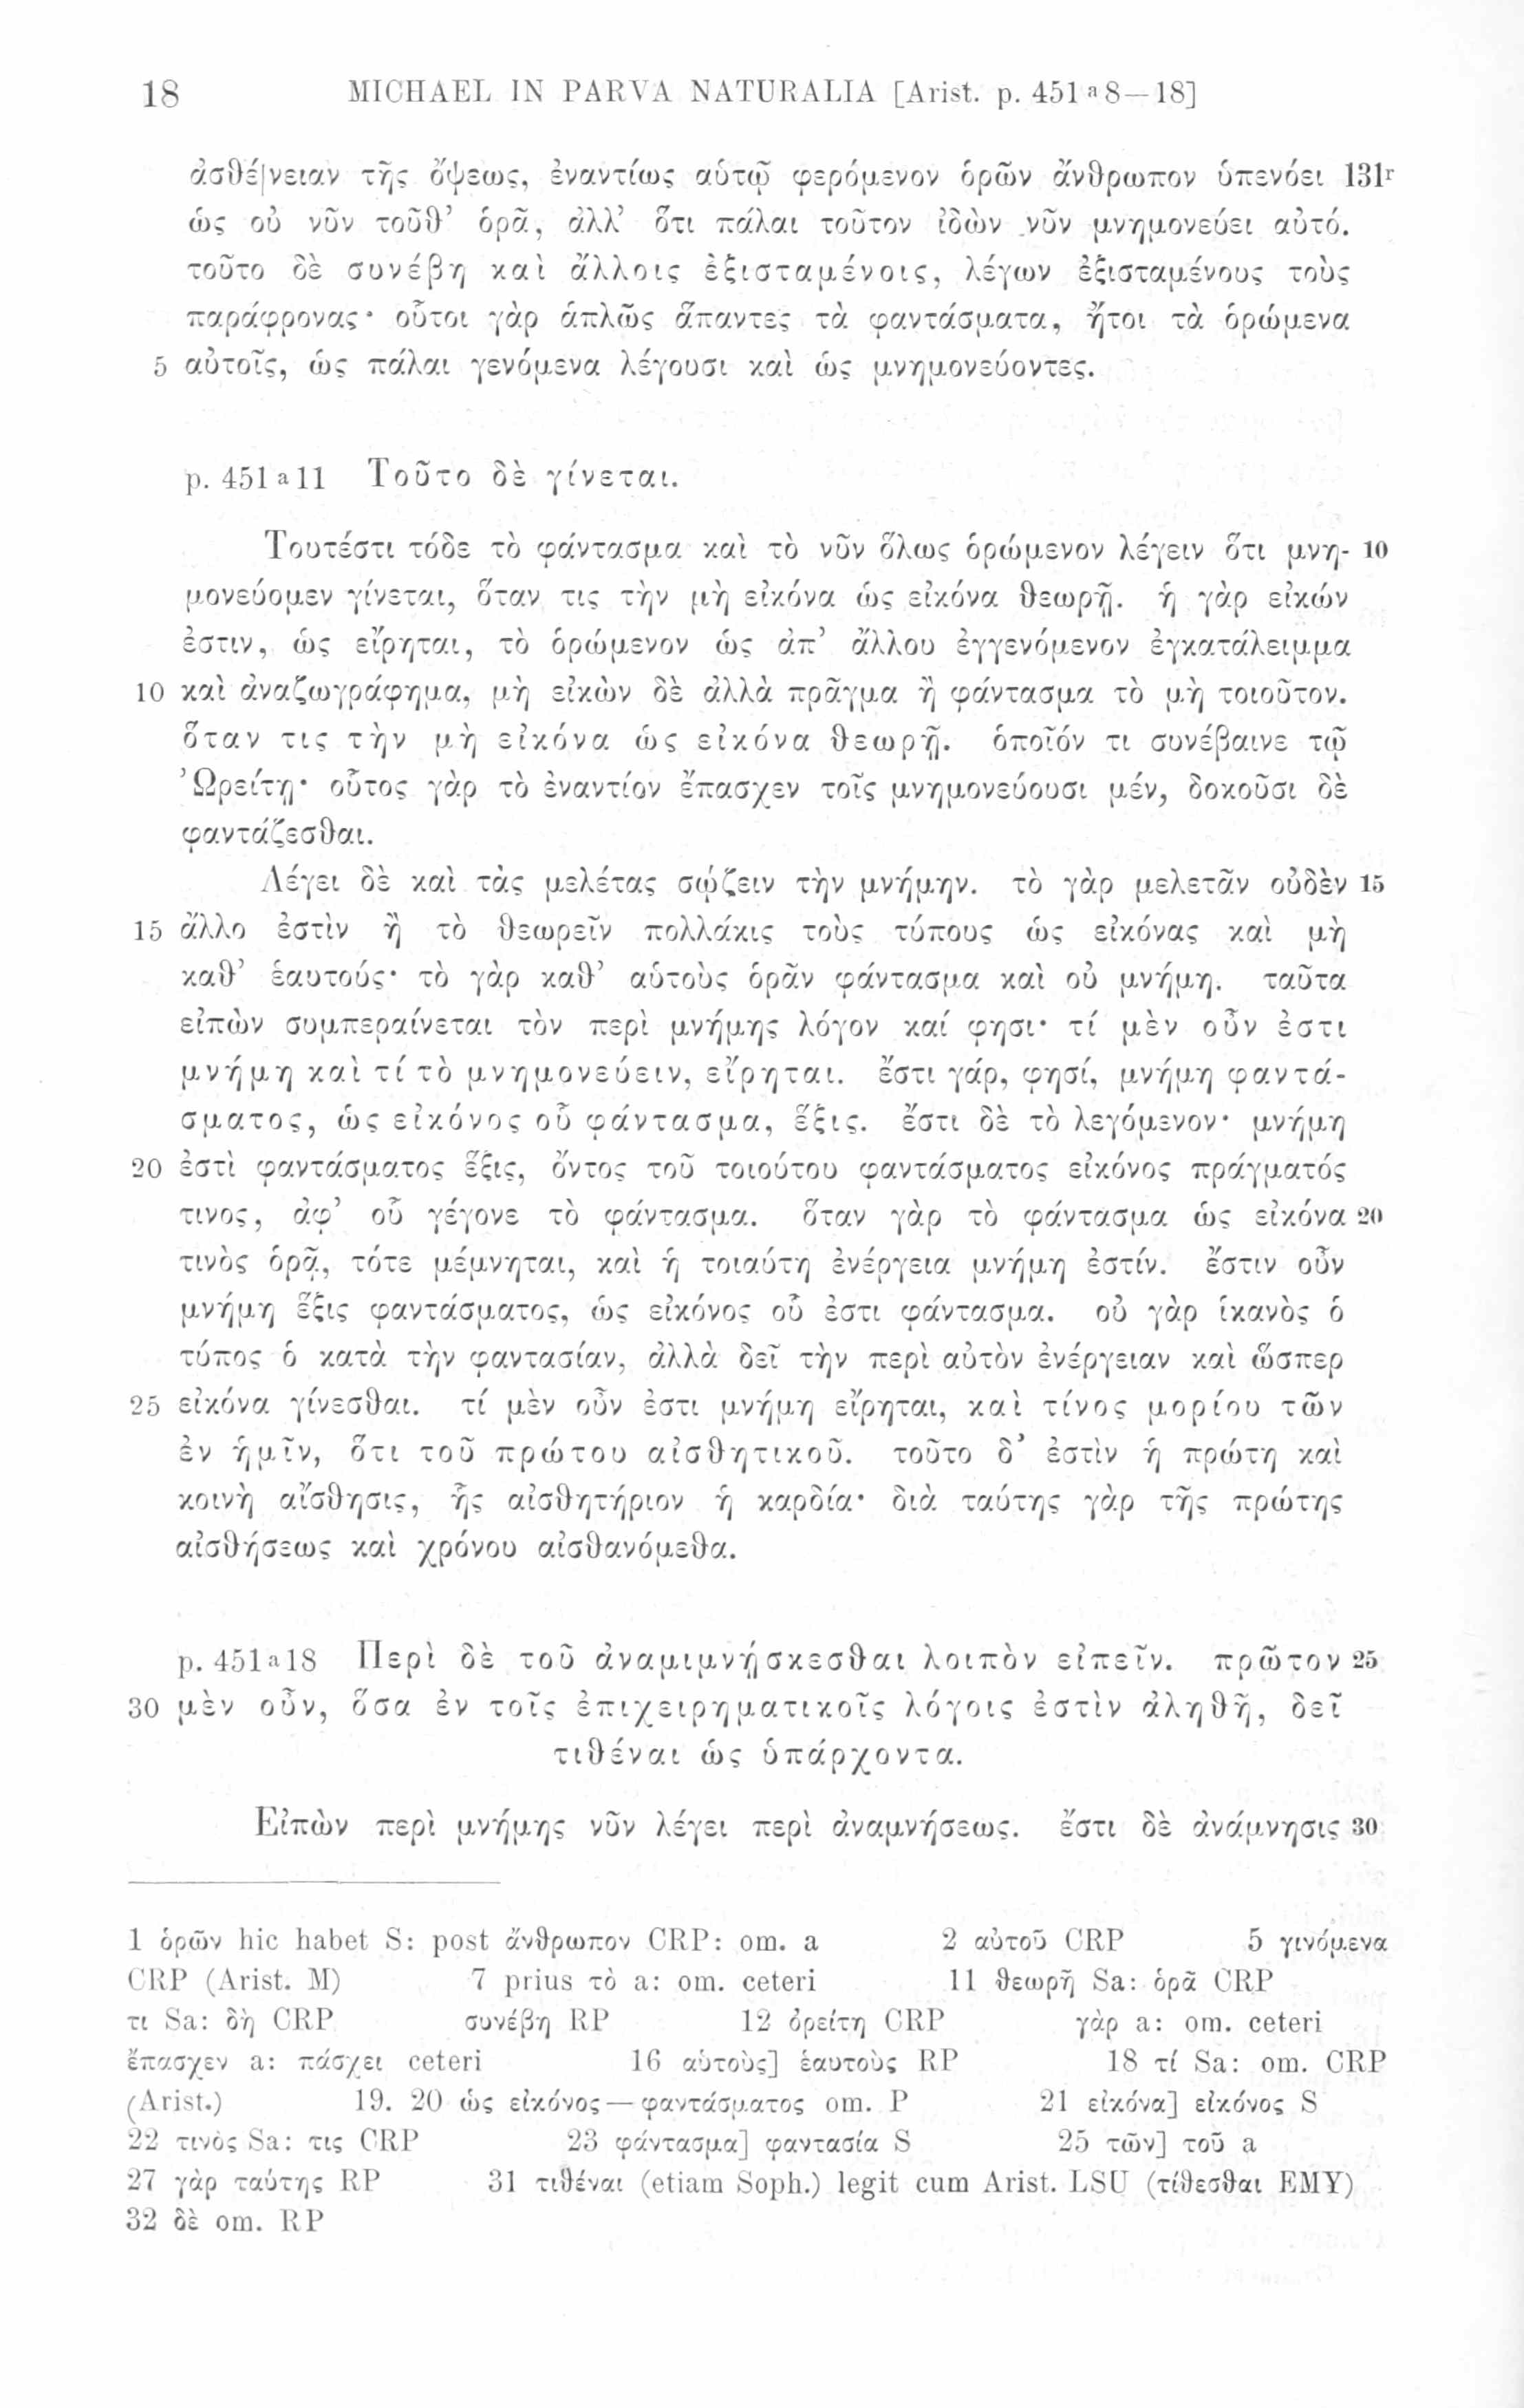 18 MICHAEL IN PARVA NATURALIA [Arist. p. 451 a 8—18]
ἀσθέ|νειαν τῆς ὄψεως, ἐναντίως αὑτῷ φερόμενον ὁρῶν ἄνθρωπον ὑπενόει 131r
ὡς οὐ νῦν τοῦθ’ ὁρᾷ, ἀλλ’ ὅτι πάλαι τοῦτον ἰδὼν νῦν μνημονεύει αὐτό.
τοῦτο δὲ συνέβη καὶ ἄλλοις ἐξισταμένοις, λέγων ἐξισταμένους τοὺς
παράφρονας· οὗτοι γὰρ ἁπλῶς ἅπαντες τὰ φαντάσματα, ἤτοι τὰ ὁρώμενα
5 αὐτοῖς, ὡς πάλαι γενόμενα λέγουσι καὶ ὡς μνημονεύοντες.
p. 451 a 11 Τοῦτο δὲ γίνεται.
Τουτέστι τόδε τὸ φάντασμα καὶ τὸ νῦν ὅλως ὁρώμενον λέγειν ὅτι μνη- 10
μονεύομεν γίνεται, ὅταν τις τὴν μὴ εἰκόνα ὡς εἰκόνα θεωρῇ. ἡ γὰρ εἰκών
ἐστιν, ὡς εἴρηται, τὸ ὁρώμενον ὡς ἀπ’ ἄλλου ἐγγενόμενον ἐγκατάλειμμα
10 καὶ ἀναζωγράφημα, μὴ εἰκὼν δὲ ἀλλὰ πρᾶγμα ἢ φάντασμα τὸ μὴ τοιοῦτον.
ὅταν τις τὴν μὴ εἰκόνα ὡς εἰκόνα θεωρῇ. ὁποῖόν τι συνέβαινε τῷ
Ὠρείτῃ· οὗτος γὰρ τὸ ἐναντίον ἔπασχεν τοῖς μνημονεύουσι μέν, δοκοῦσι δὲ
φαντάζεσθαι.
Λέγει δὲ καὶ τὰς μελέτας σῴζειν τὴν μνήμην. τὸ γὰρ μελετᾶν οὐδὲν 15
15 ἄλλο ἐστὶν ἢ τὸ θεωρεῖν πολλάκις τοὺς τύπους ὡς εἰκόνας καὶ μὴ
καθ’ ἑαυτούς· τὸ γὰρ καθ’ αὑτοὺς ὁρᾶν φάντασμα καὶ οὐ μνήμη. ταῦτα
εἰπὼν συμπεραίνεται τὸν περὶ μνήμης λόγον καί φησι· τί μὲν οὖν ἐστι
μνήμη καὶ τί τὸ μνημονεύειν, εἴρηται. ἔστι γάρ, φησί, μνήμη φαντά-
σματος, ὡς εἰκόνος οὗ φάντασμα, ἕξις. ἔστι δὲ τὸ λεγόμενον· μνήμη
20 ἐστὶ φαντάσματος ἕξις, ὄντος τοῦ τοιούτου φαντάσματος εἰκόνος πράγματός
τινος, ἀφ’ οὗ γέγονε τὸ φάντασμα. ὅταν γὰρ τὸ φάντασμα ὡς εἰκόνα 20
τινὸς ὁρᾷ, τότε μέμνηται, καὶ ἡ τοιαύτη ἐνέργεια μνήμη ἐστίν. ἔστιν οὖν
μνήμη ἕξις φαντάσματος, ὡς εἰκόνος οὗ ἐστι φάντασμα. οὐ γὰρ ἱκανὸς ὁ
τύπος ὁ κατὰ τὴν φαντασίαν, ἀλλὰ δεῖ τὴν περὶ αὐτὸν ἐνέργειαν καὶ ὥσπερ
25 εἰκόνα γίνεσθαι. τί μὲν οὖν ἐστι μνήμη εἴρηται, καὶ τίνος μορίου τῶν
ἐν ἡμῖν, ὅτι τοῦ πρώτου αἰσθητικοῦ. τοῦτο δ’ ἐστὶν ἡ πρώτη καὶ
κοινὴ αἴσθησις, ἧς αἰσθητήριον ἡ καρδία· διὰ ταύτης γὰρ τῆς πρώτης
αἰσθήσεως καὶ χρόνου αἰσθανόμεθα.
p. 451 a 18 Περὶ δὲ τοῦ ἀναμιμνῄσκεσθαι λοιπὸν εἰπεῖν. πρῶτον 25
30 μὲν οὖν, ὅσα ἐν τοῖς ἐπιχειρηματικοῖς λόγοις ἐστὶν ἀληθῆ, δεῖ
τιθέναι ὡς ὑπάρχοντα.
Εἰπὼν περὶ μνήμης νῦν λέγει περὶ ἀναμνήσεως. ἔστι δὲ ἀνάμνησις 30
1 ὁρῶν hic habet S: post ἄνθρωπον CRP: om. a 2 αὐτοῦ CRP 5 γινόμενα
CRP (Arist. M) 7 prius τὸ a: om. ceteri 11 θεωρῇ Sa: ὁρᾷ CRP
τι Sa: δὴ CRP συνέβη RP 12 ὀρείτη CRP γὰρ a: om. ceteri
ἔπασχεν a: πάσχει ceteri 16 αὑτοὺς] ἑαυτοὺς RP 18 τί Sa: om. CRP
(Arist.) 19. 20 ὡς εἰκόνος — φαντάσματος om. P 21 εἰκόνα] εἰκόνος S
22 τινὸς Sa: τις CRP 23 φάντασμα] φαντασία S 25 τῶν] τοῦ a
27 γὰρ ταύτης RP 31 τιθέναι (etiam Soph.) legit cum Arist. LSU (τίθεσθαι EMY)
32 δὲ om. RP